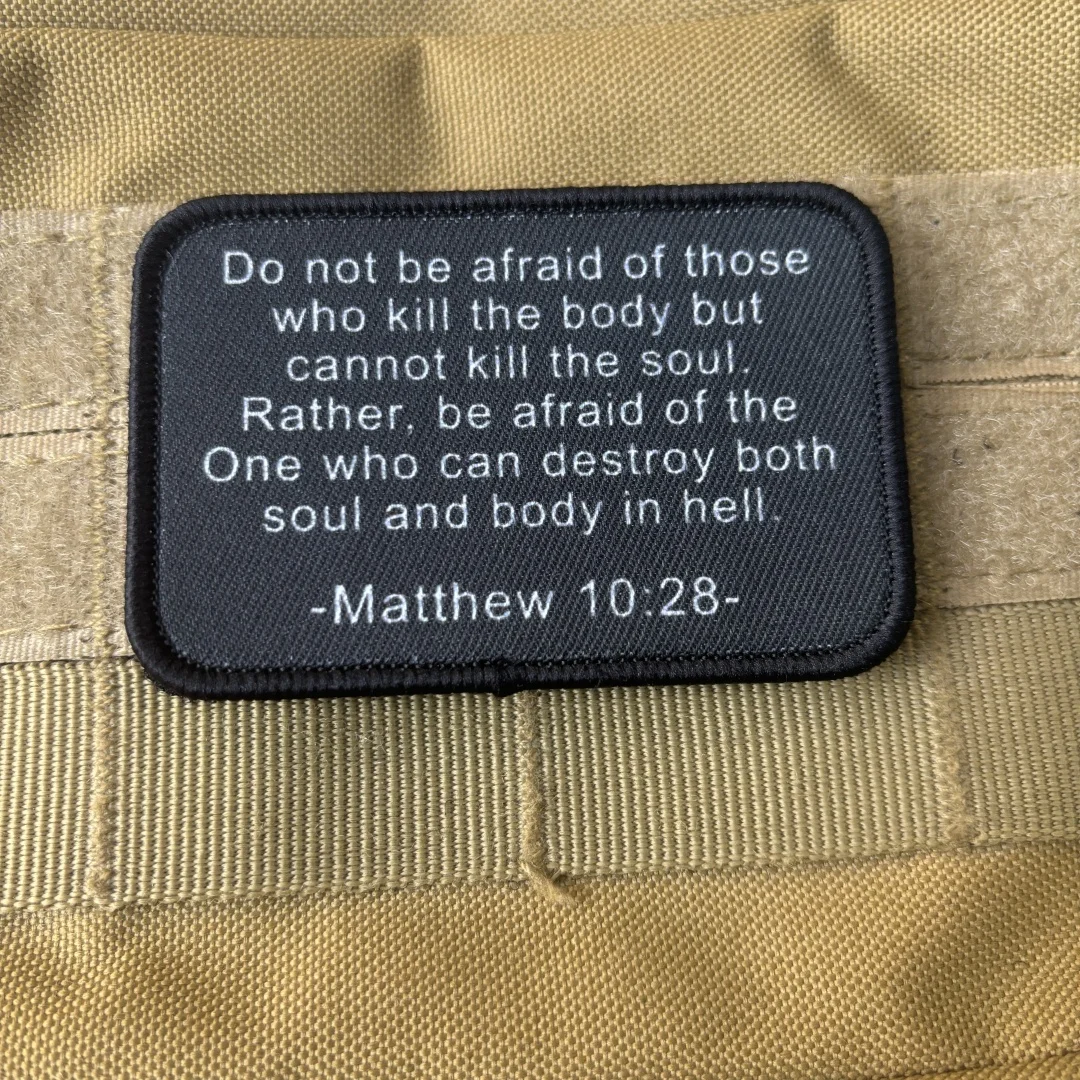 Do not be afraid of those
who kill the body but
cannot kill the soul.
Rather, be afraid of the
One who can destroy both
soul and body in hell.
-Matthew 10:28-